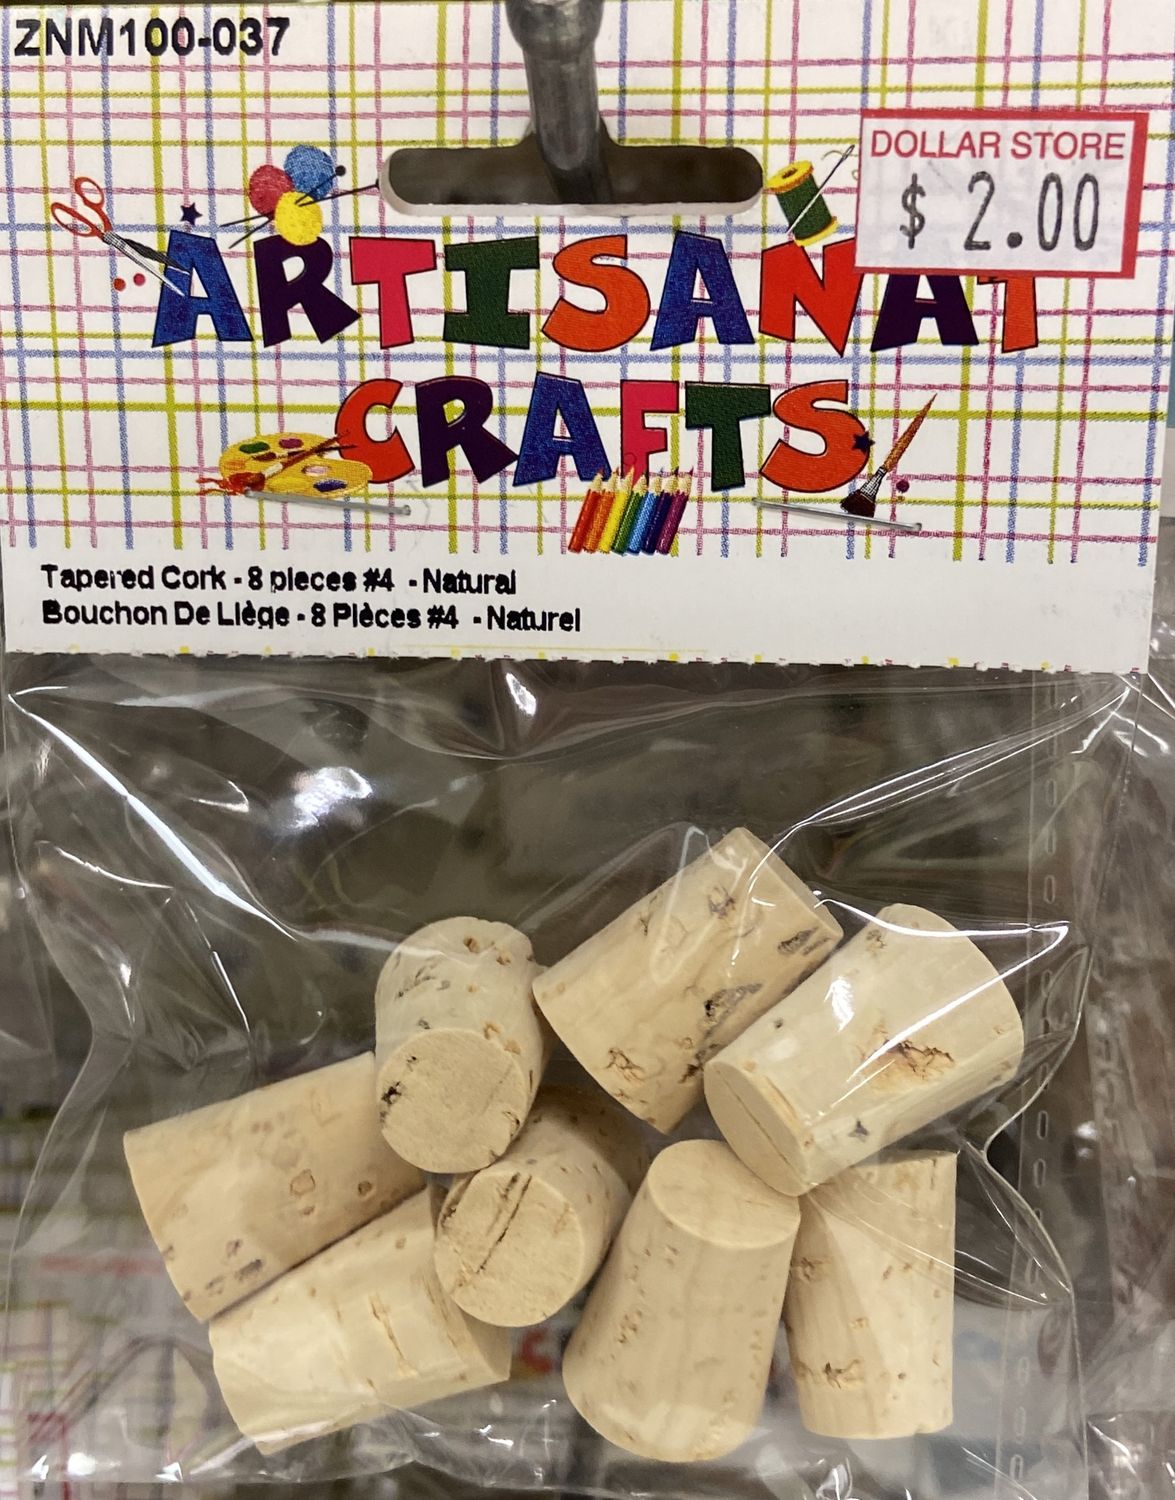 ZNM100-037
DOLLAR STORE
$ 2.00
ARTISANAT
CRAFTS
Tapered Cork - 8 pieces #4 - Natural
Bouchon De Liège - 8 Pièces #4 - Naturel